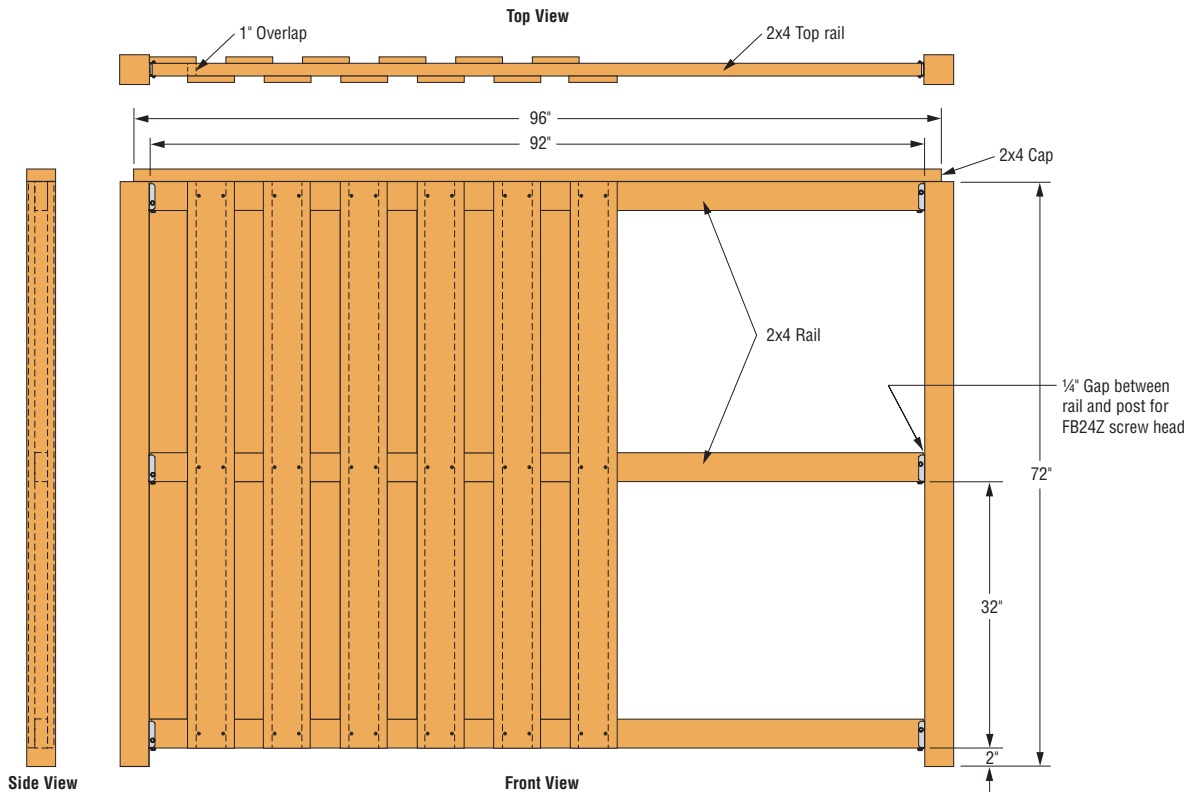 Top View
1" Overlap
2x4 Top rail
96"
92"
2x4 Cap
2x4 Rail
¼" Gap between
rail and post for
FB24Z screw head
72"
32"
2"
Side View
Front View